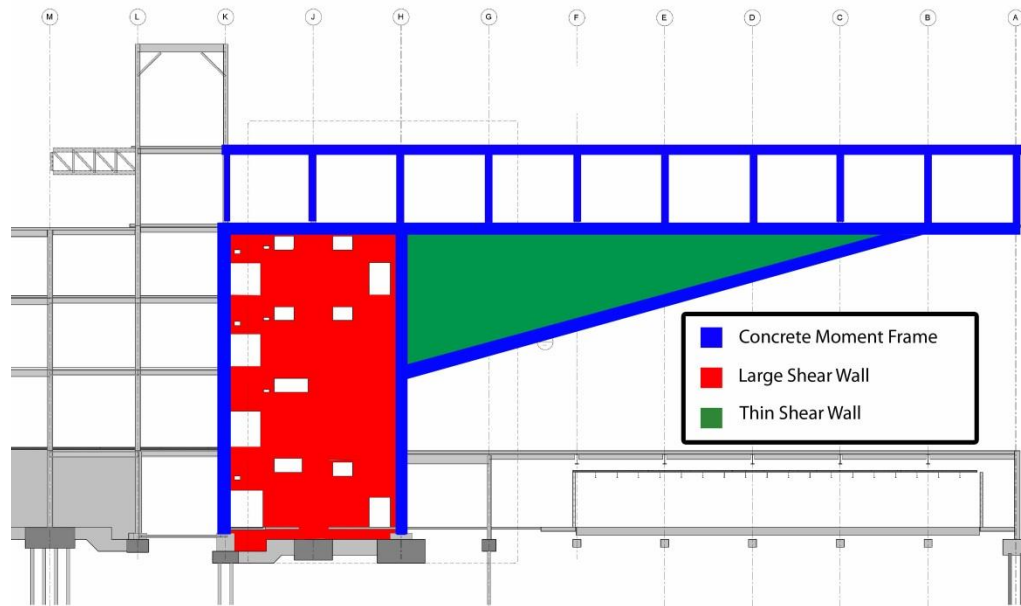 M L K J H G F E D C B A
Concrete Moment Frame
Large Shear Wall
Thin Shear Wall